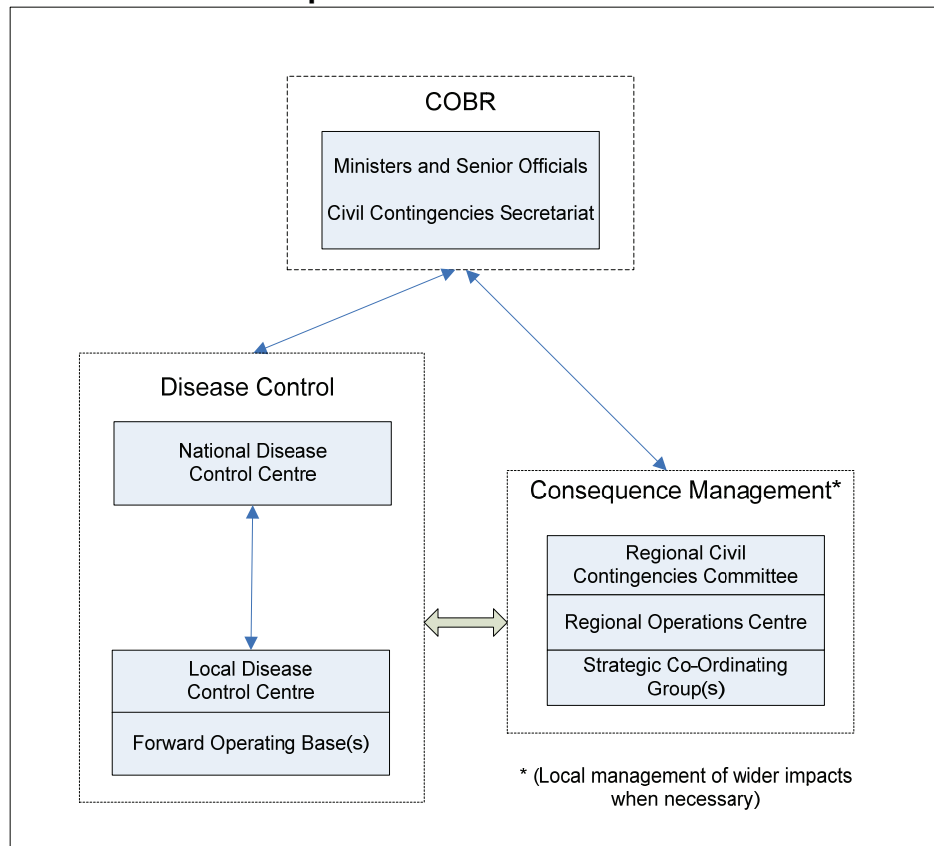 COBR
Ministers and Senior Officials
Civil Contingencies Secretariat
Disease Control
National Disease
Control Centre
Local Disease
Control Centre
Forward Operating Base(s)
Consequence Management*
Regional Civil
Contingencies Committee
Regional Operations Centre
Strategic Co-Ordinating
Group(s)
* (Local management of wider impacts
when necessary)